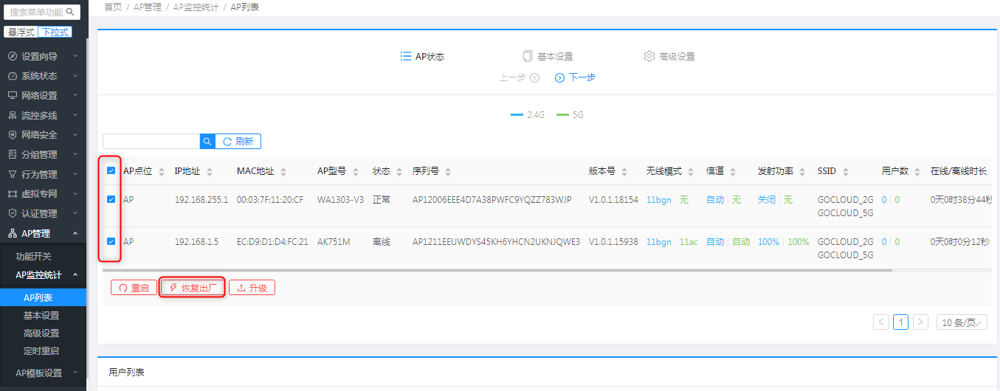 搜索菜单功能
首页 / AP管理 / AP监控统计 / AP列表
悬浮式 下拉式
设置向导
系统状态
网络设置
流控多线
网络安全
分组管理
行为管理
虚拟专网
认证管理
AP管理
功能开关
AP监控统计
AP列表
基本设置
高级设置
定时重启
AP模板设置
AP状态 基本设置 高级设置
上一步 下一步
2.4G 5G
刷新
AP点位 IP地址 MAC地址 AP型号 状态 序列号 版本号 无线模式 信道 发射功率 SSID 用户数 在线/离线时长
AP 192.168.255.1 00:03:7F:11:20:CF WA1303-V3 正常 AP12006EEE4D7A38PWFC9YQZZ783WJP V1.0.1.18154 11bgn 无 自动 无 关闭 无 GOCLOUD_2G 0 0 0天0时38分44秒
GOCLOUD_5G
AP 192.168.1.5 EC:D9:D1:D4:FC:21 AK751M 离线 AP1211EEUWDYS45KH6YHCN2UKNJQWE3 V1.0.1.15938 11bgn 11ac 自动 自动 100% 100% GOCLOUD_2G 0 0 0天0时0分12秒
GOCLOUD_5G
重启 恢复出厂 升级
1 10 条/页
用户列表